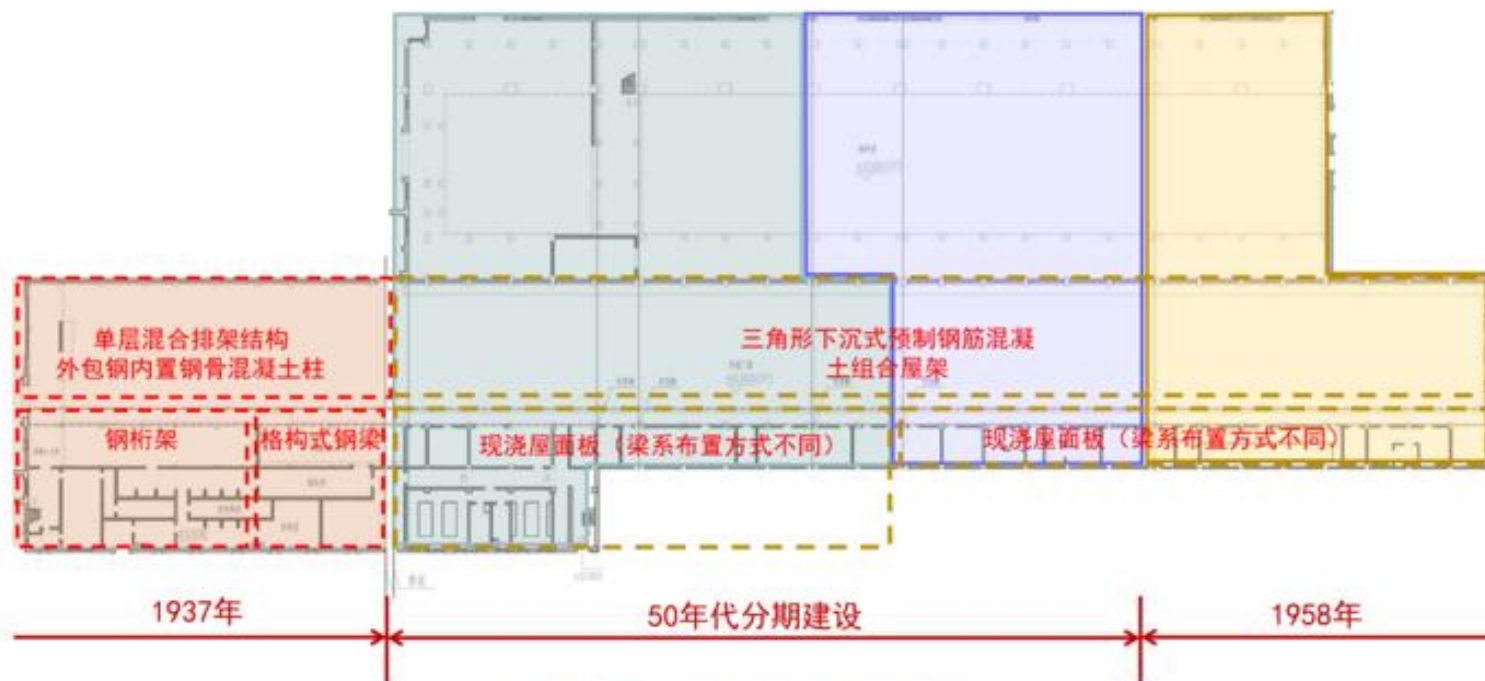 单层混合排架结构
外包钢内置钢骨混凝土柱
三角形下沉式预制钢筋混凝
土组合屋架
钢桁架
格构式钢梁
现浇屋面板（梁系布置方式不同）
现浇屋面板（梁系布置方式不同）
1937年
50年代分期建设
1958年